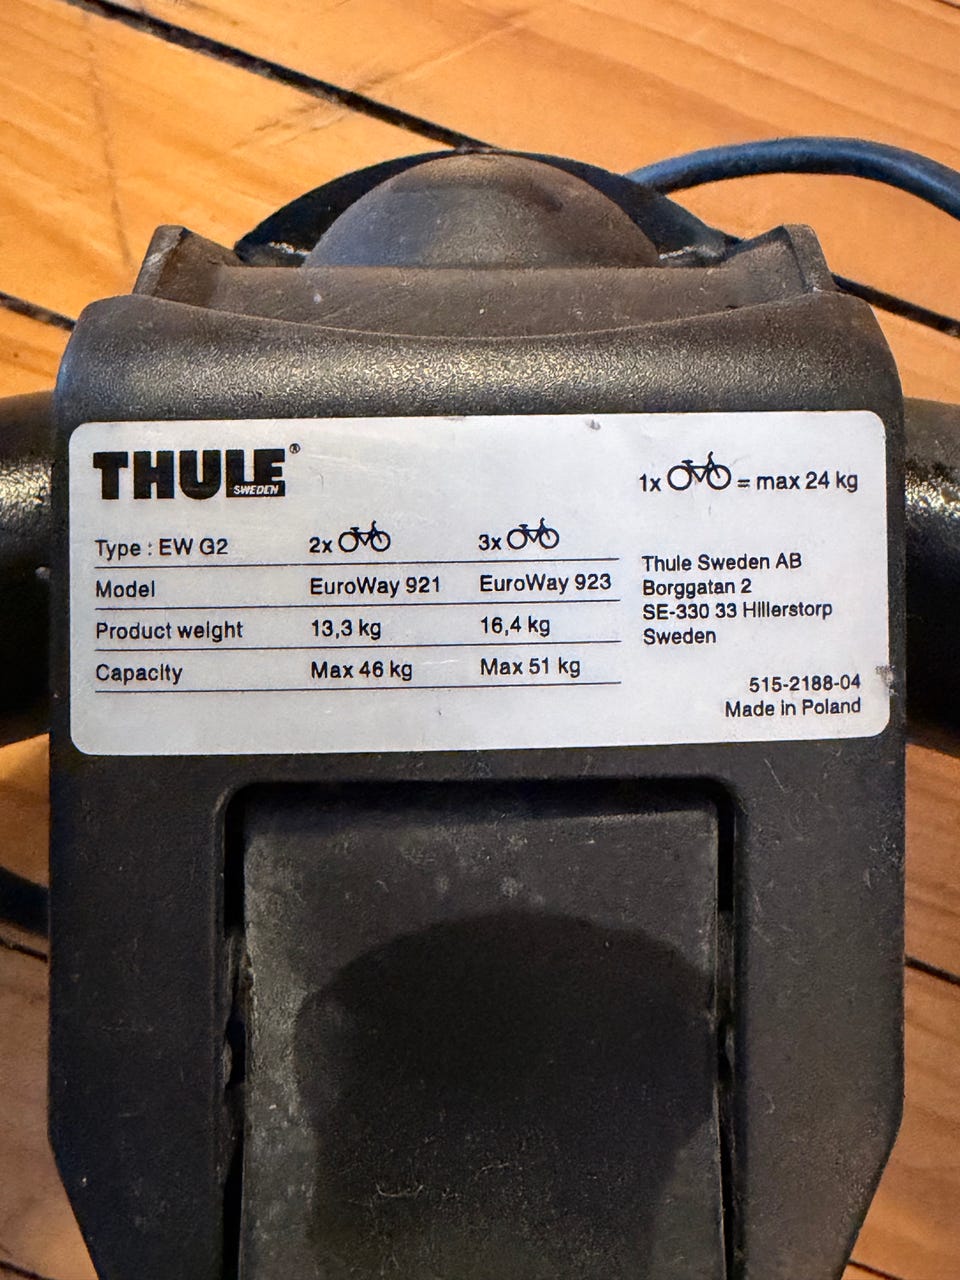 THULE®
SWEDEN
1x = max 24 kg
Type : EW G2 2x 3x
Model EuroWay 921 EuroWay 923
Product weight 13,3 kg 16,4 kg
Capacity Max 46 kg Max 51 kg
Thule Sweden AB
Borggatan 2
SE-330 33 Hillerstorp
Sweden
515-2188-04
Made in Poland